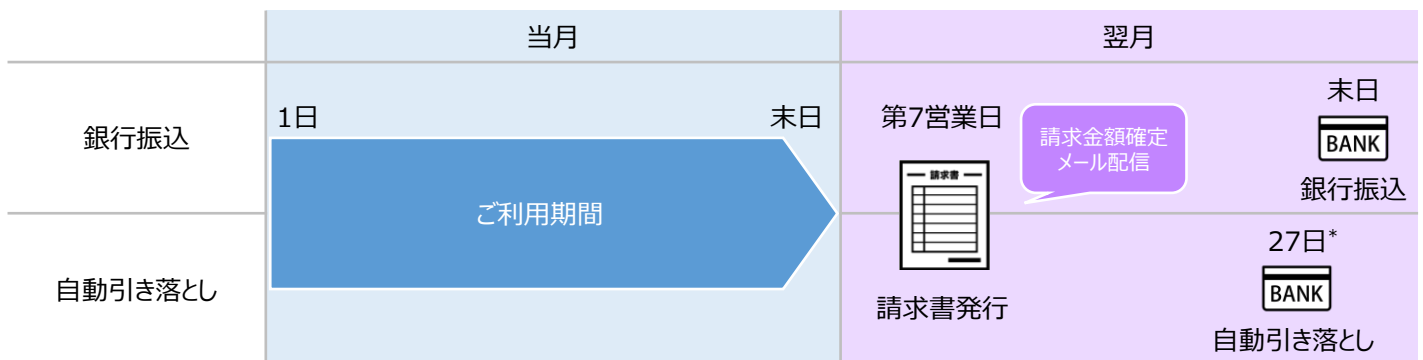 当月
翌月
銀行振込
1日
末日
第7営業日
請求金額確定
メール配信
末日
BANK
銀行振込
請求書
ご利用期間
自動引き落とし
請求書発行
27日*
BANK
自動引き落とし